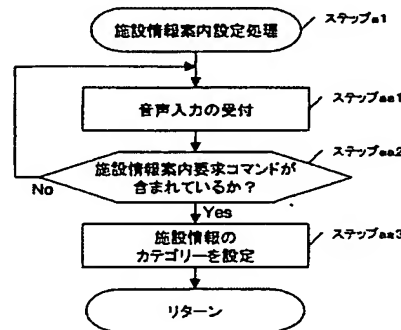 施設情報案内設定処理
ステップa1
音声入力の受付
ステップaa1
施設情報案内要求コマンドが
含まれているか？
ステップaa2
No
Yes
施設情報の
カテゴリーを設定
ステップaa3
リターン